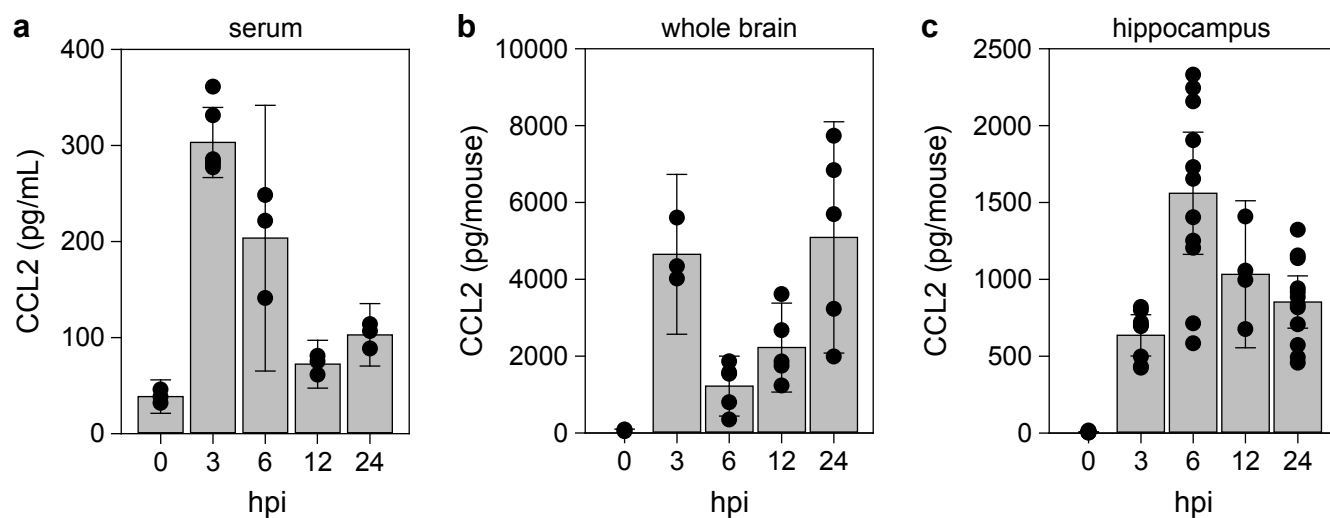 a
serum
CCL2 (pg/mL)
400
300
200
100
0
0 3 6 12 24
hpi
b
whole brain
CCL2 (pg/mouse)
10000
8000
6000
4000
2000
0
0 3 6 12 24
hpi
c
hippocampus
CCL2 (pg/mouse)
2500
2000
1500
1000
500
0
0 3 6 12 24
hpi